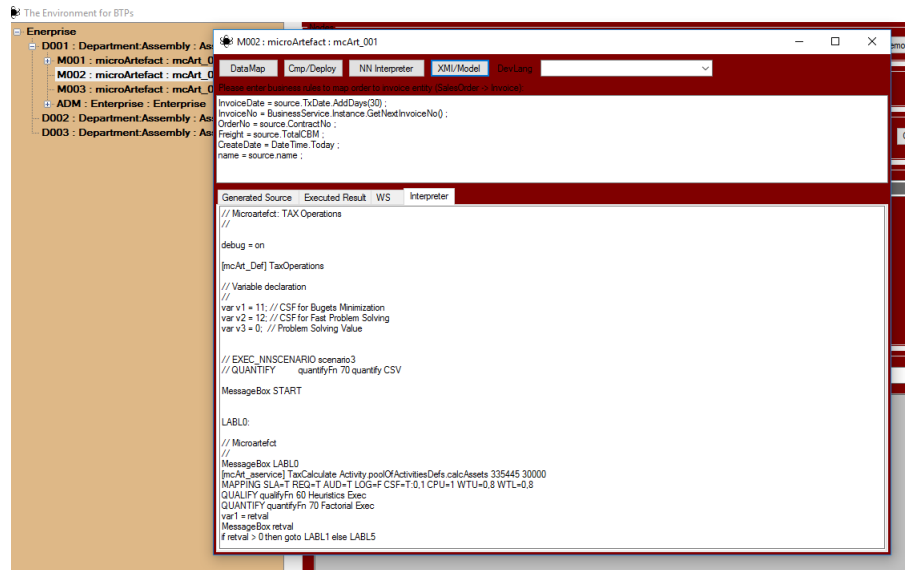 The Environment for BTPs
Enerprise
D001 : Department:Assembly : As
M001 : microArtefact : mcArt_0
M002 : microArtefact : mcArt_0
M003 : microArtefact : mcArt_0
ADM : Enterprise : Enterprise
D002 : Department:Assembly : As
D003 : Department:Assembly : As
M002 : microArtefact : mcArt_001
DataMap Cmp/Deploy NN Interpreter XMI/Model DevLang
Please enter business rules to map order to invoice entity (SalesOrder -> Invoice):
InvoiceDate = source.TxDate.AddDays(30) ;
InvoiceNo = BusinessService.Instance.GetNextInvoiceNo() ;
OrderNo = source.ContractNo ;
Freight = source.TotalCBM ;
CreateDate = DateTime.Today ;
name = source.name ;
Generated Source Executed Result WS Interpreter
// Microartefct: TAX Operations
//
debug = on
[mcArt_Def] TaxOperations
// Variable declaration
//
var v1 = 11; // CSF for Bugets Minimization
var v2 = 12; // CSF for Fast Problem Solving
var v3 = 0; // Problem Solving Value
// EXEC_NNSCENARIO scenario3
// QUANTIFY quantifyFn 70 quantify CSV
MessageBox START
LABL0:
// Microartefct
//
MessageBox LABL0
[mcArt_aservice] TaxCalculate Activity.poolOfActivitiesDefs.calcAssets 335445 30000
MAPPING SLA=T REQ=T AUD=T LOG=F CSF=T:0,1 CPU=1 WTU=0,8 WTL=0,8
QUALIFY qualifyFn 60 Heuristics Exec
QUANTIFY quantifyFn 70 Factorial Exec
var1 = retval
MessageBox retval
if retval > 0 then goto LABL1 else LABL5